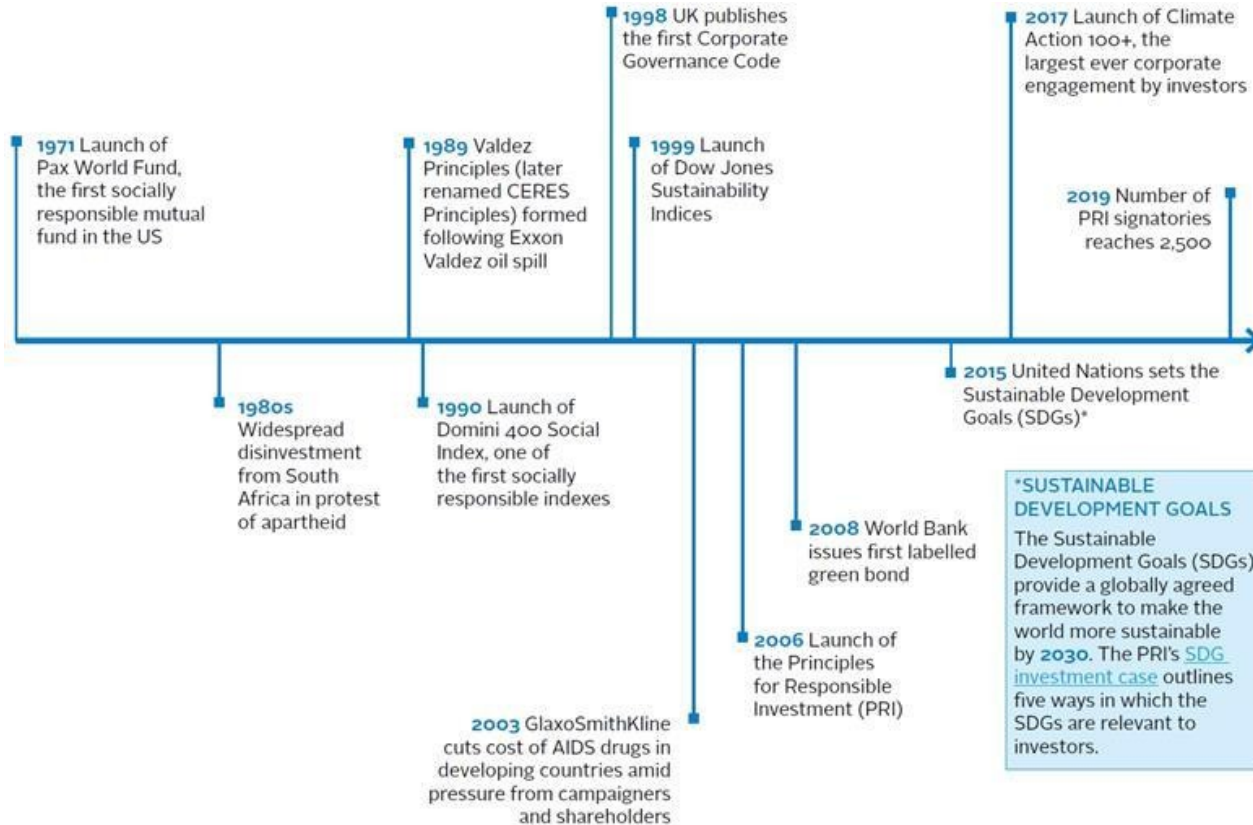 1998 UK publishes
the first Corporate
Governance Code
2017 Launch of Climate
Action 100+, the
largest ever corporate
engagement by investors
1971 Launch of
Pax World Fund,
the first socially
responsible mutual
fund in the US
1989 Valdez
Principles (later
renamed CERES
Principles) formed
following Exxon
Valdez oil spill
1999 Launch
of Dow Jones
Sustainability
Indices
2019 Number of
PRI signatories
reaches 2,500
1980s
Widespread
disinvestment
from South
Africa in protest
of apartheid
1990 Launch of
Domini 400 Social
Index, one of
the first socially
responsible indexes
2015 United Nations sets the
Sustainable Development
Goals (SDGs)*
2008 World Bank
issues first labelled
green bond
2006 Launch of
the Principles
for Responsible
Investment (PRI)
2003 GlaxoSmithKline
cuts cost of AIDS drugs in
developing countries amid
pressure from campaigners
and shareholders
*SUSTAINABLE
DEVELOPMENT GOALS
The Sustainable
Development Goals (SDGs)
provide a globally agreed
framework to make the
world more sustainable
by 2030. The PRI's SDG
investment case outlines
five ways in which the
SDGs are relevant to
investors.